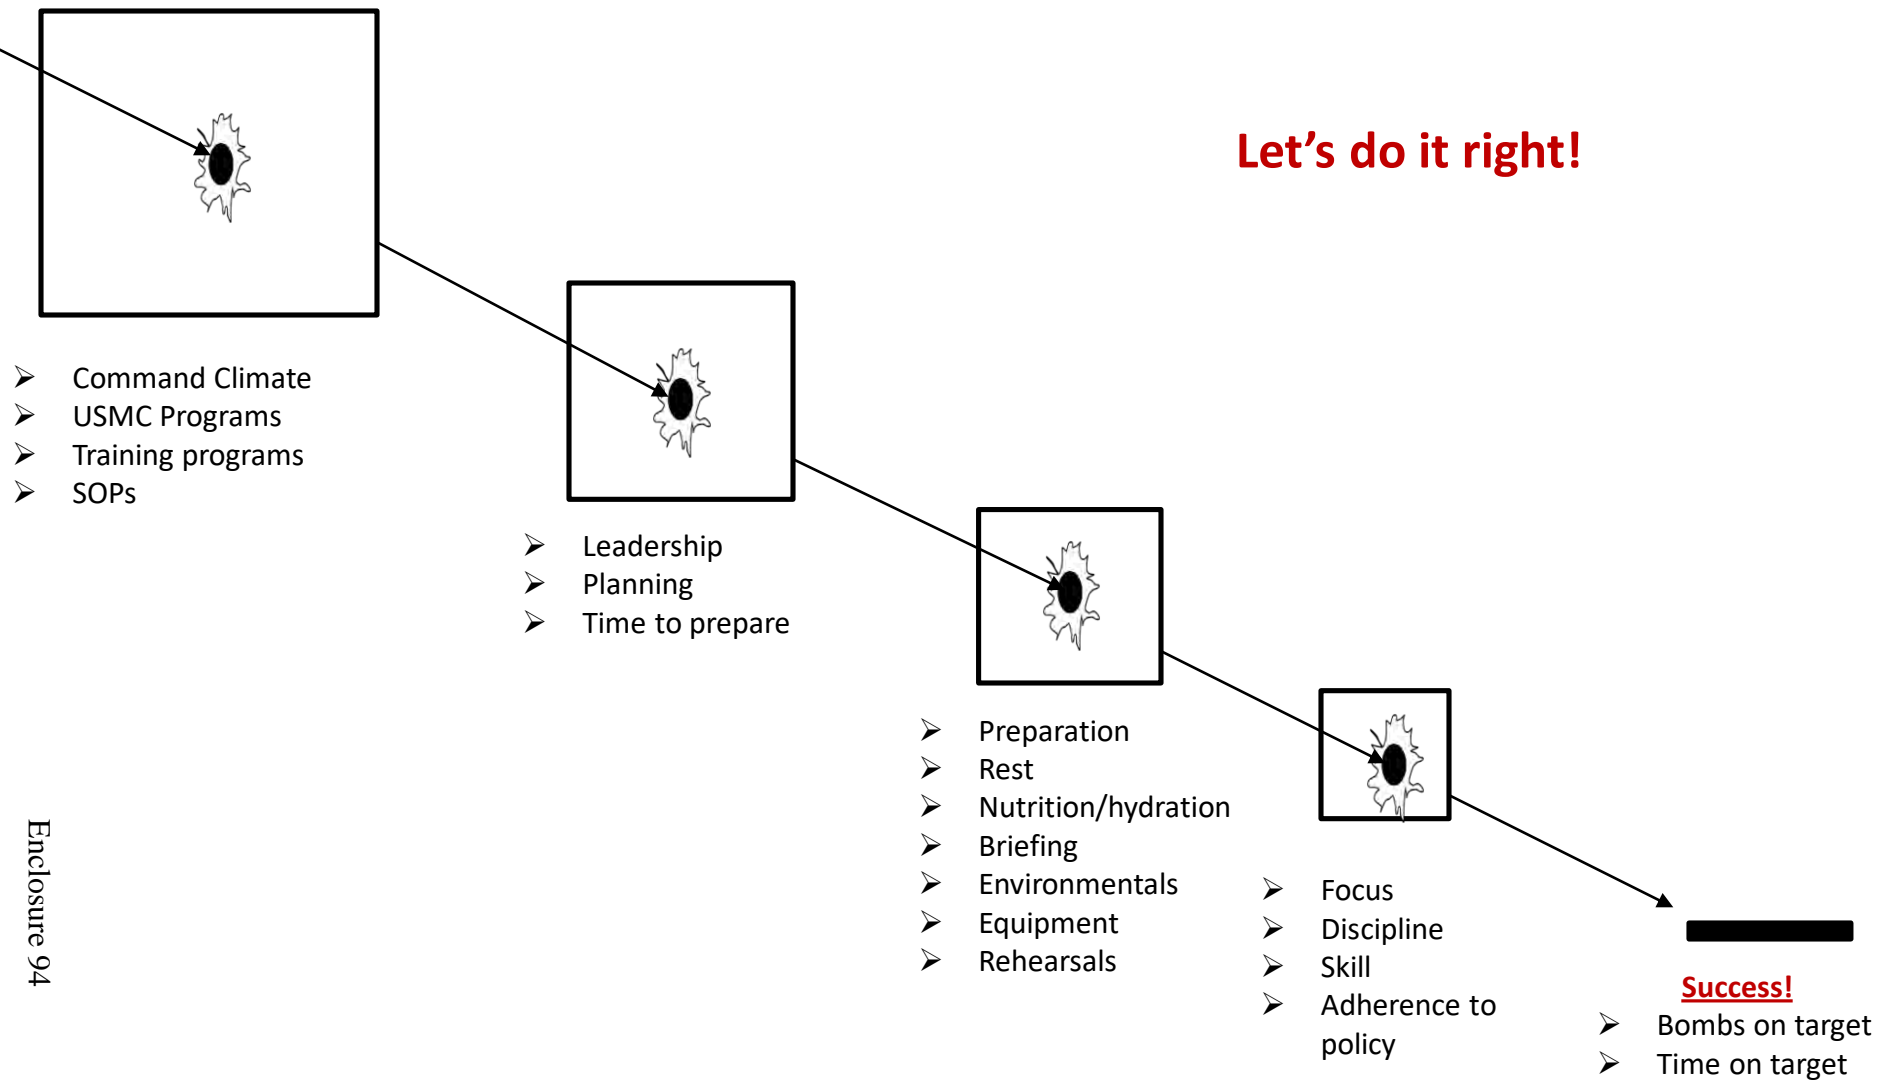 Let’s do it right!
➢ Command Climate
➢ USMC Programs
➢ Training programs
➢ SOPs
➢ Leadership
➢ Planning
➢ Time to prepare
➢ Preparation
➢ Rest
➢ Nutrition/hydration
➢ Briefing
➢ Environmentals
➢ Equipment
➢ Rehearsals
➢ Focus
➢ Discipline
➢ Skill
➢ Adherence to
policy
Success!
➢ Bombs on target
➢ Time on target
Enclosure 94